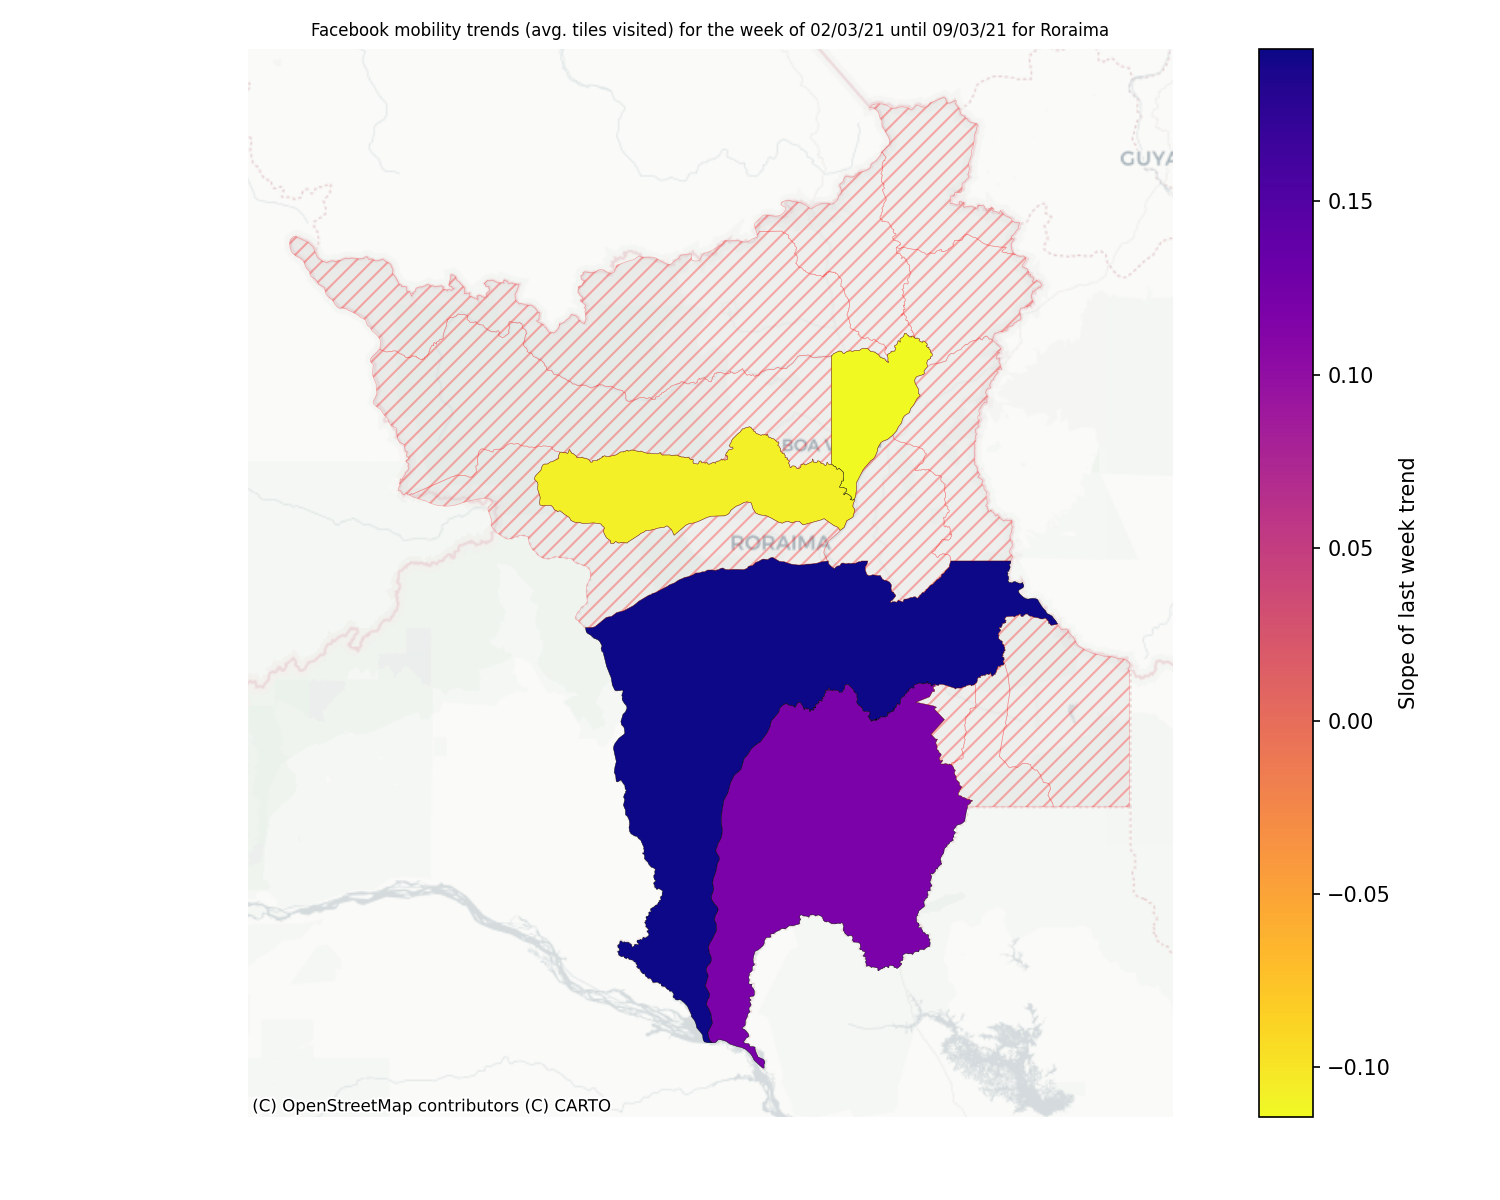 Facebook mobility trends (avg. tiles visited) for the week of 02/03/21 until 09/03/21 for Roraima
GUYA
0.15
0.10
BOA V
0.05
RORAIMA
Slope of last week trend
0.00
−0.05
−0.10
(C) OpenStreetMap contributors (C) CARTO